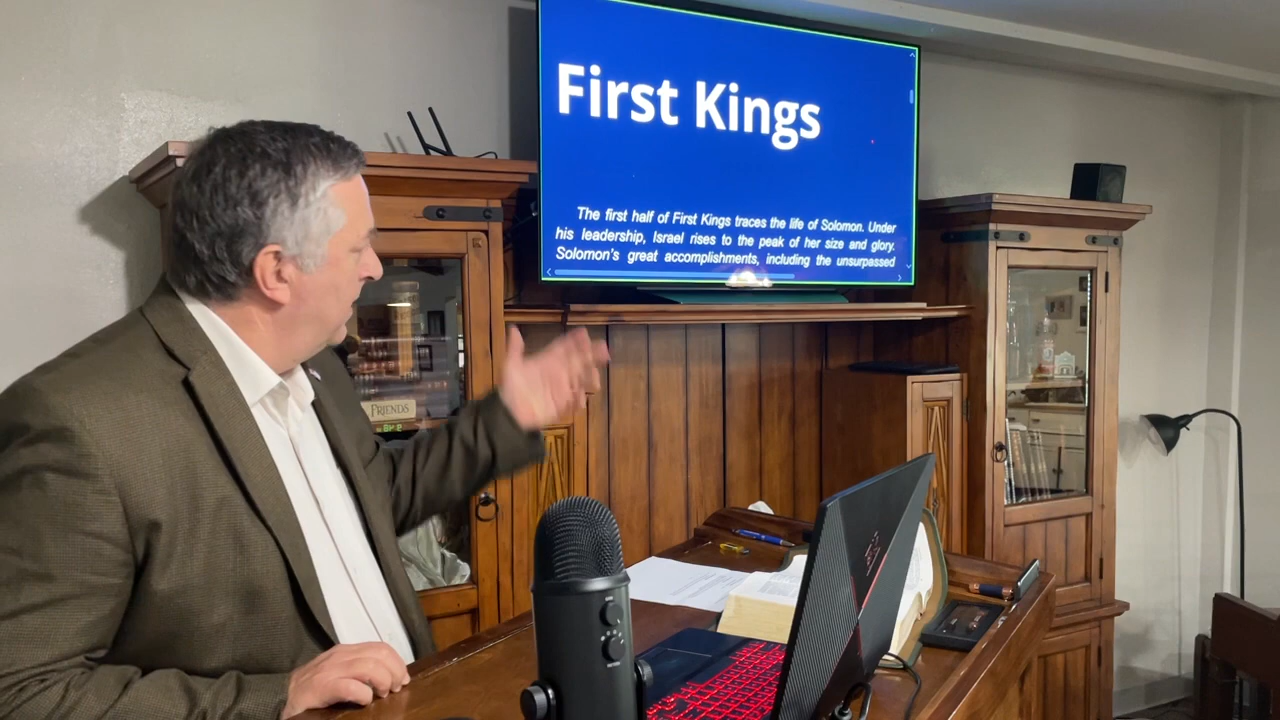 First Kings
The first half of First Kings traces the life of Solomon. Under
his leadership, Israel rises to the peak of her size and glory.
Solomon's great accomplishments, including the unsurpassed
FRIENDS